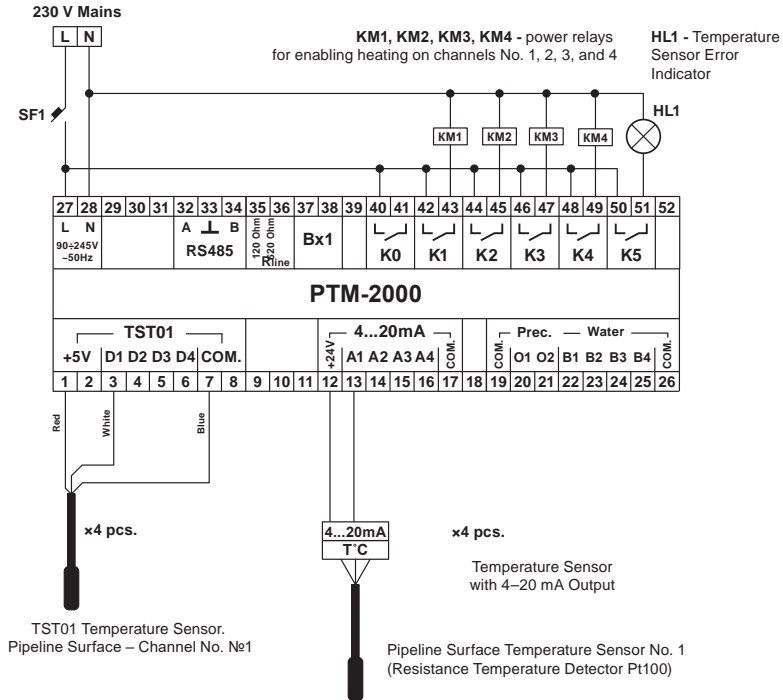 230 V Mains
L N
KM1, KM2, KM3, KM4 - power relays
for enabling heating on channels No. 1, 2, 3, and 4
HL1 - Temperature
Sensor Error
Indicator
SF1
HL1
КМ1 КМ2 КМ3 КМ4
27 28 29 30 31 32 33 34 35 36 37 38 39 40 41 42 43 44 45 46 47 48 49 50 51 52
L N
90÷245V
~50Hz
A B
RS485
120 Ohm
620 Ohm
Rline
Bx1
K0 K1 K2 K3 K4 K5
PTM-2000
TST01
+5V D1 D2 D3 D4 COM.
4...20mA
+24V A1 A2 A3 A4 COM.
Prec. Water
COM. O1 O2 B1 B2 B3 B4 COM.
1 2 3 4 5 6 7 8 9 10 11 12 13 14 15 16 17 18 19 20 21 22 23 24 25 26
Red
White
Blue
×4 pcs.
4...20mA
T°C
×4 pcs.
Temperature Sensor
with 4–20 mA Output
TST01 Temperature Sensor.
Pipeline Surface – Channel No. №1
Pipeline Surface Temperature Sensor No. 1
(Resistance Temperature Detector Pt100)